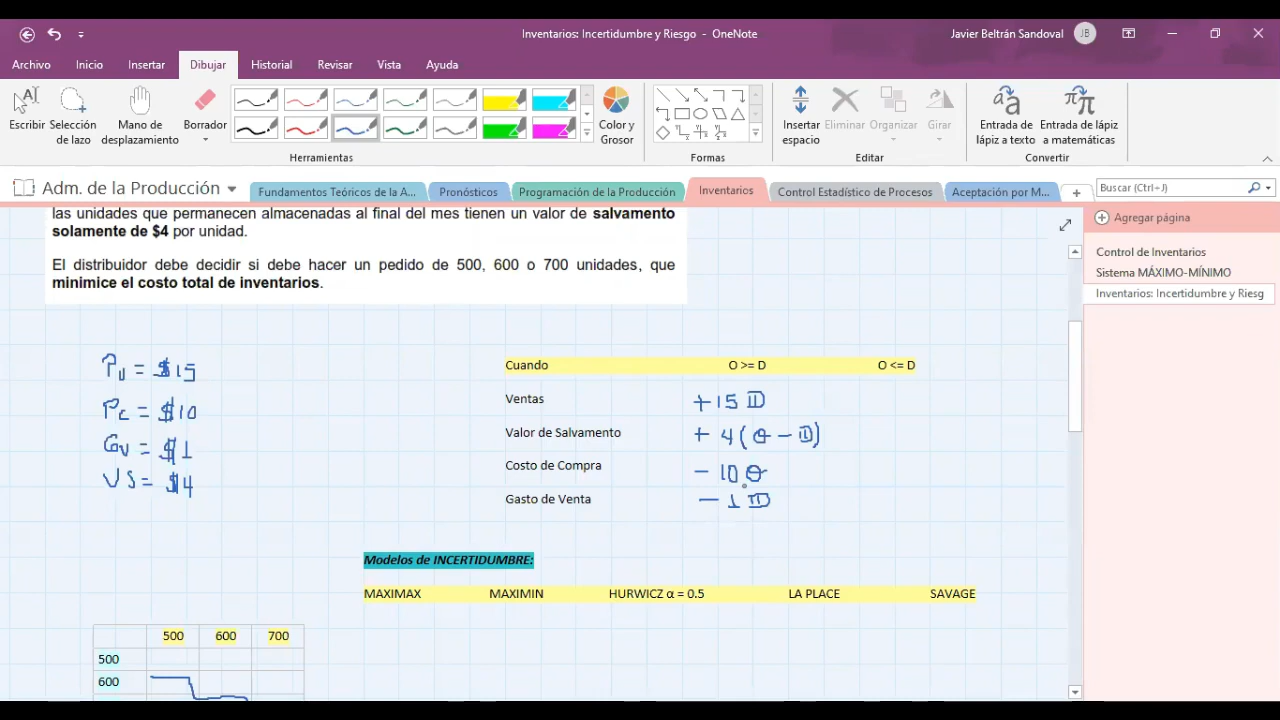 Inventarios: Incertidumbre y Riesgo - OneNote
Javier Beltrán Sandoval JB
Archivo Inicio Insertar Dibujar Historial Revisar Vista Ayuda
Escribir Selección de lazo Mano de desplazamiento Borrador Color y Grosor Insertar espacio Eliminar Organizar Girar Entrada de lápiz a texto Entrada de lápiz a matemáticas
Herramientas Formas Editar Convertir
Adm. de la Producción Fundamentos Teóricos de la A... Pronósticos Programación de la Producción Inventarios Control Estadístico de Procesos Aceptación por M... Buscar (Ctrl+J)
Agregar página
Control de Inventarios
Sistema MÁXIMO-MÍNIMO
Inventarios: Incertidumbre y Riesg
las unidades que permanecen almacenadas al final del mes tienen un valor de salvamento
solamente de $4 por unidad.
El distribuidor debe decidir si debe hacer un pedido de 500, 600 o 700 unidades, que
minimice el costo total de inventarios.
Pv = $15
Pc = $10
Gv = $1
VS = $4
Cuando O >= D O <= D
Ventas +15 D
Valor de Salvamento + 4(O - D)
Costo de Compra - 10 O
Gasto de Venta - 1 D
Modelos de INCERTIDUMBRE:
MAXIMAX MAXIMIN HURWICZ α = 0.5 LA PLACE SAVAGE
500 600 700
500
600